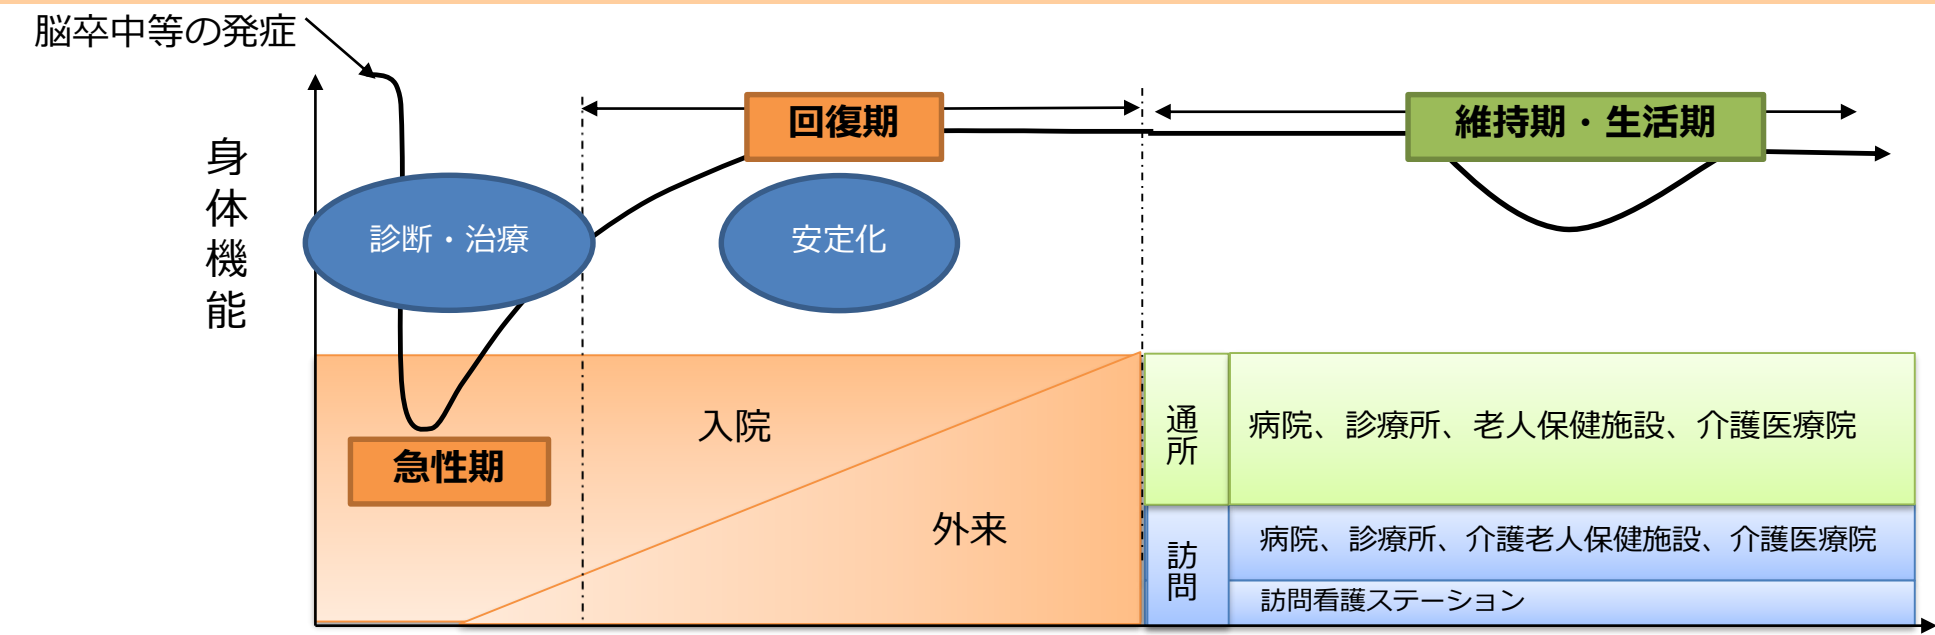 脳卒中等の発症
身体機能
回復期
維持期・生活期
診断・治療
安定化
急性期
入院
外来
通所
病院、診療所、老人保健施設、介護医療院
訪問
病院、診療所、介護老人保健施設、介護医療院
訪問看護ステーション